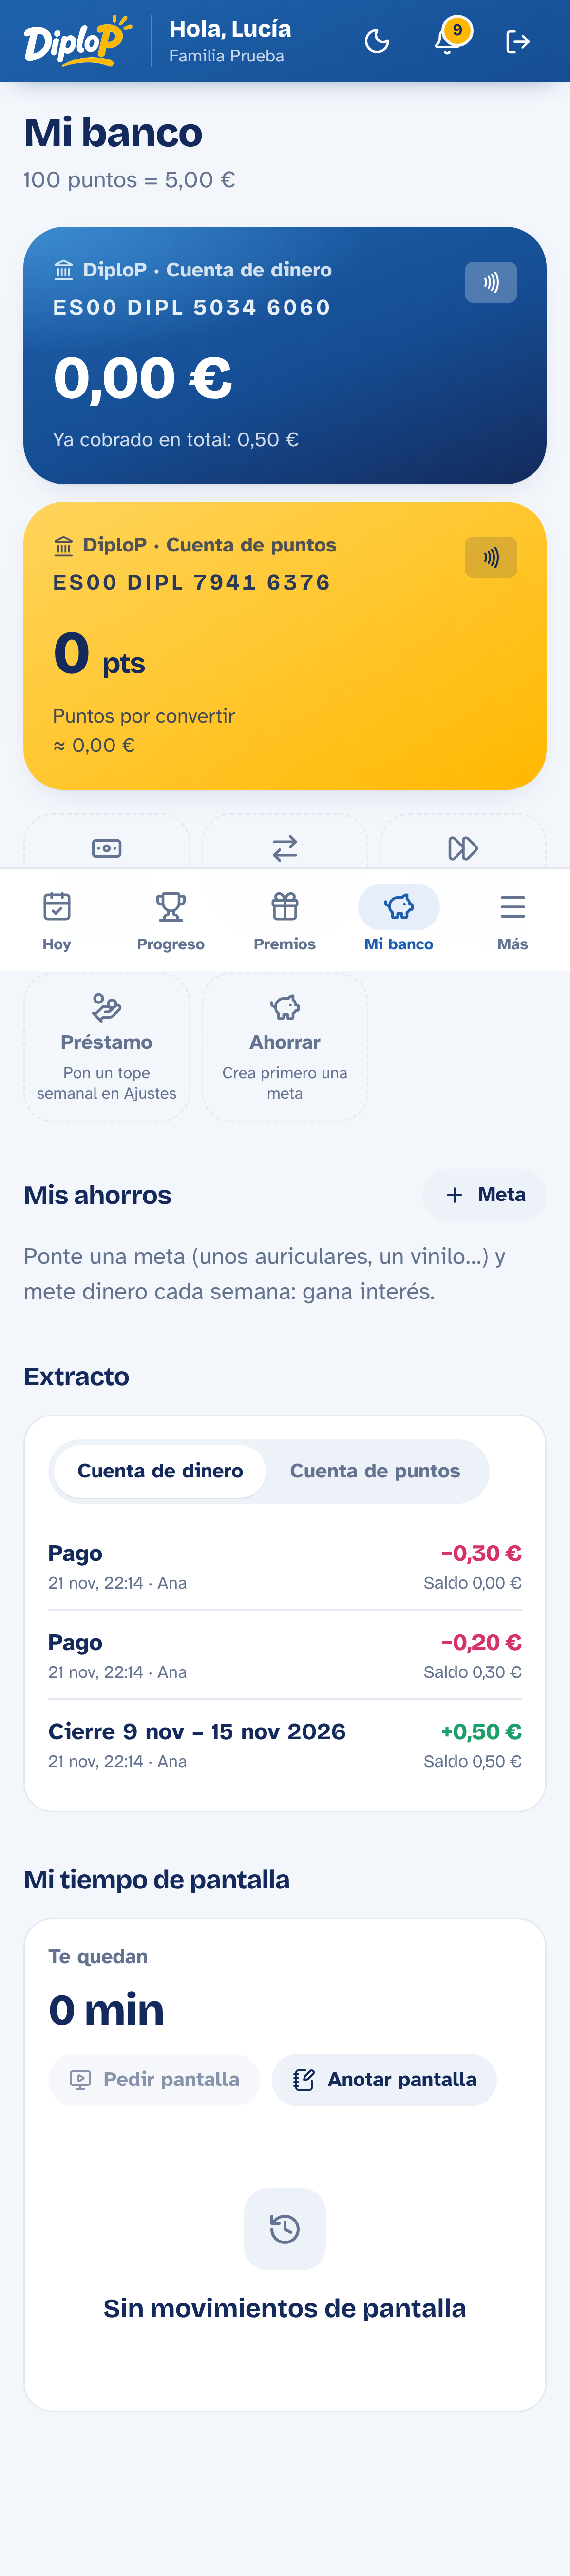 DiploP
Hola, Lucía
Familia Prueba
9
Mi banco
100 puntos = 5,00 €
DiploP · Cuenta de dinero
ES00 DIPL 5034 6060
0,00 €
Ya cobrado en total: 0,50 €
DiploP · Cuenta de puntos
ES00 DIPL 7941 6376
0 pts
Puntos por convertir
≈ 0,00 €
Hoy
Progreso
Premios
Mi banco
Más
Préstamo
Pon un tope
semanal en Ajustes
Ahorrar
Crea primero una
meta
Mis ahorros
+ Meta
Ponte una meta (unos auriculares, un vinilo...) y
mete dinero cada semana: gana interés.
Extracto
Cuenta de dinero
Cuenta de puntos
Pago
−0,30 €
21 nov, 22:14 · Ana
Saldo 0,00 €
Pago
−0,20 €
21 nov, 22:14 · Ana
Saldo 0,30 €
Cierre 9 nov – 15 nov 2026
+0,50 €
21 nov, 22:14 · Ana
Saldo 0,50 €
Mi tiempo de pantalla
Te quedan
0 min
Pedir pantalla
Anotar pantalla
Sin movimientos de pantalla